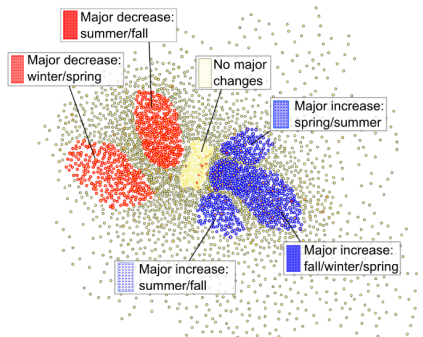 Major decrease:
summer/fall
Major decrease:
winter/spring
No major
changes
Major increase:
spring/summer
Major increase:
summer/fall
Major increase:
fall/winter/spring